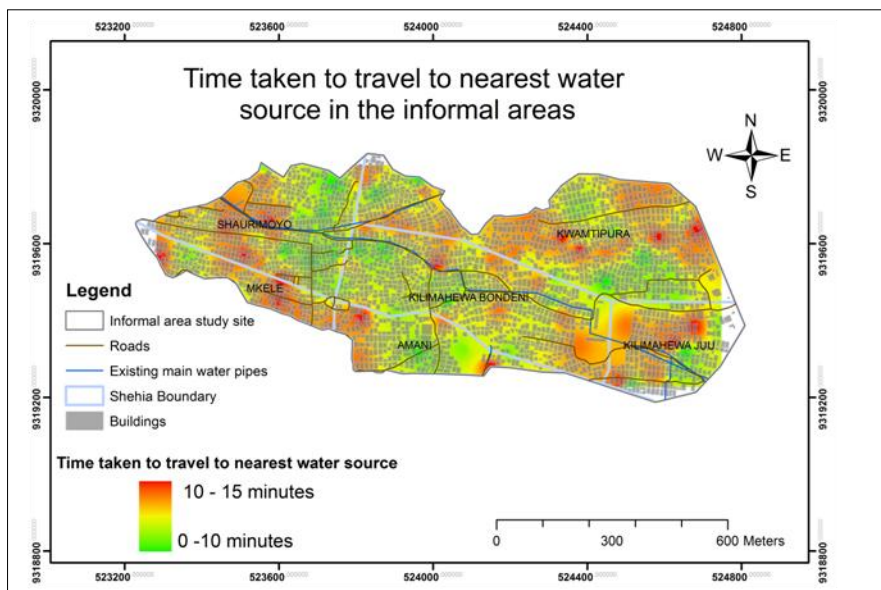 523200 523600 524000 524400 524800
Time taken to travel to nearest water
source in the informal areas
N
W E
S
9320000
9319600
9319200
9318800
SHAURIMOYO
KWAMTIPURA
MKELE
KILIMAHEWA BONDENI
AMANI
KILIMAHEWA JUU
Legend
Informal area study site
Roads
Existing main water pipes
Shehia Boundary
Buildings
Time taken to travel to nearest water source
10 - 15 minutes
0 -10 minutes
0 300 600 Meters
9320000
9319600
9319200
9318800
523200 523600 524000 524400 524800